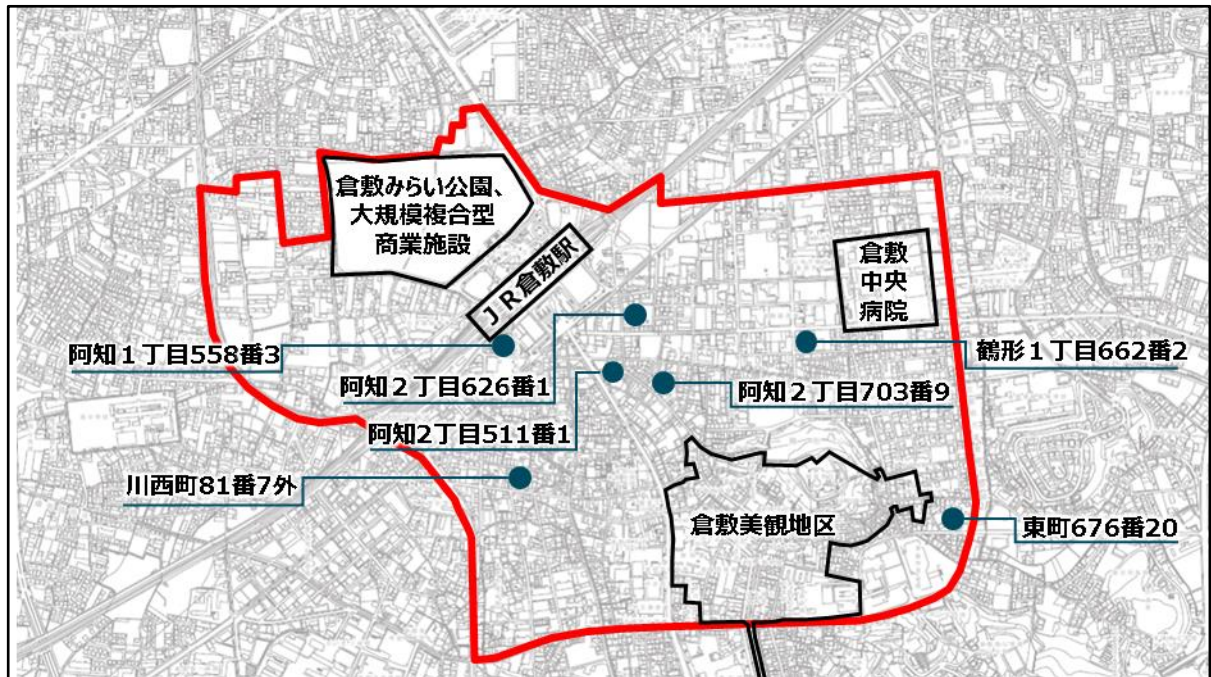 倉敷みらい公園、
大規模複合型
商業施設
JR倉敷駅
倉敷
中央
病院
阿知1丁目558番3
阿知2丁目626番1
鶴形1丁目662番2
阿知2丁目703番9
阿知2丁目511番1
川西町81番7外
倉敷美観地区
東町676番20